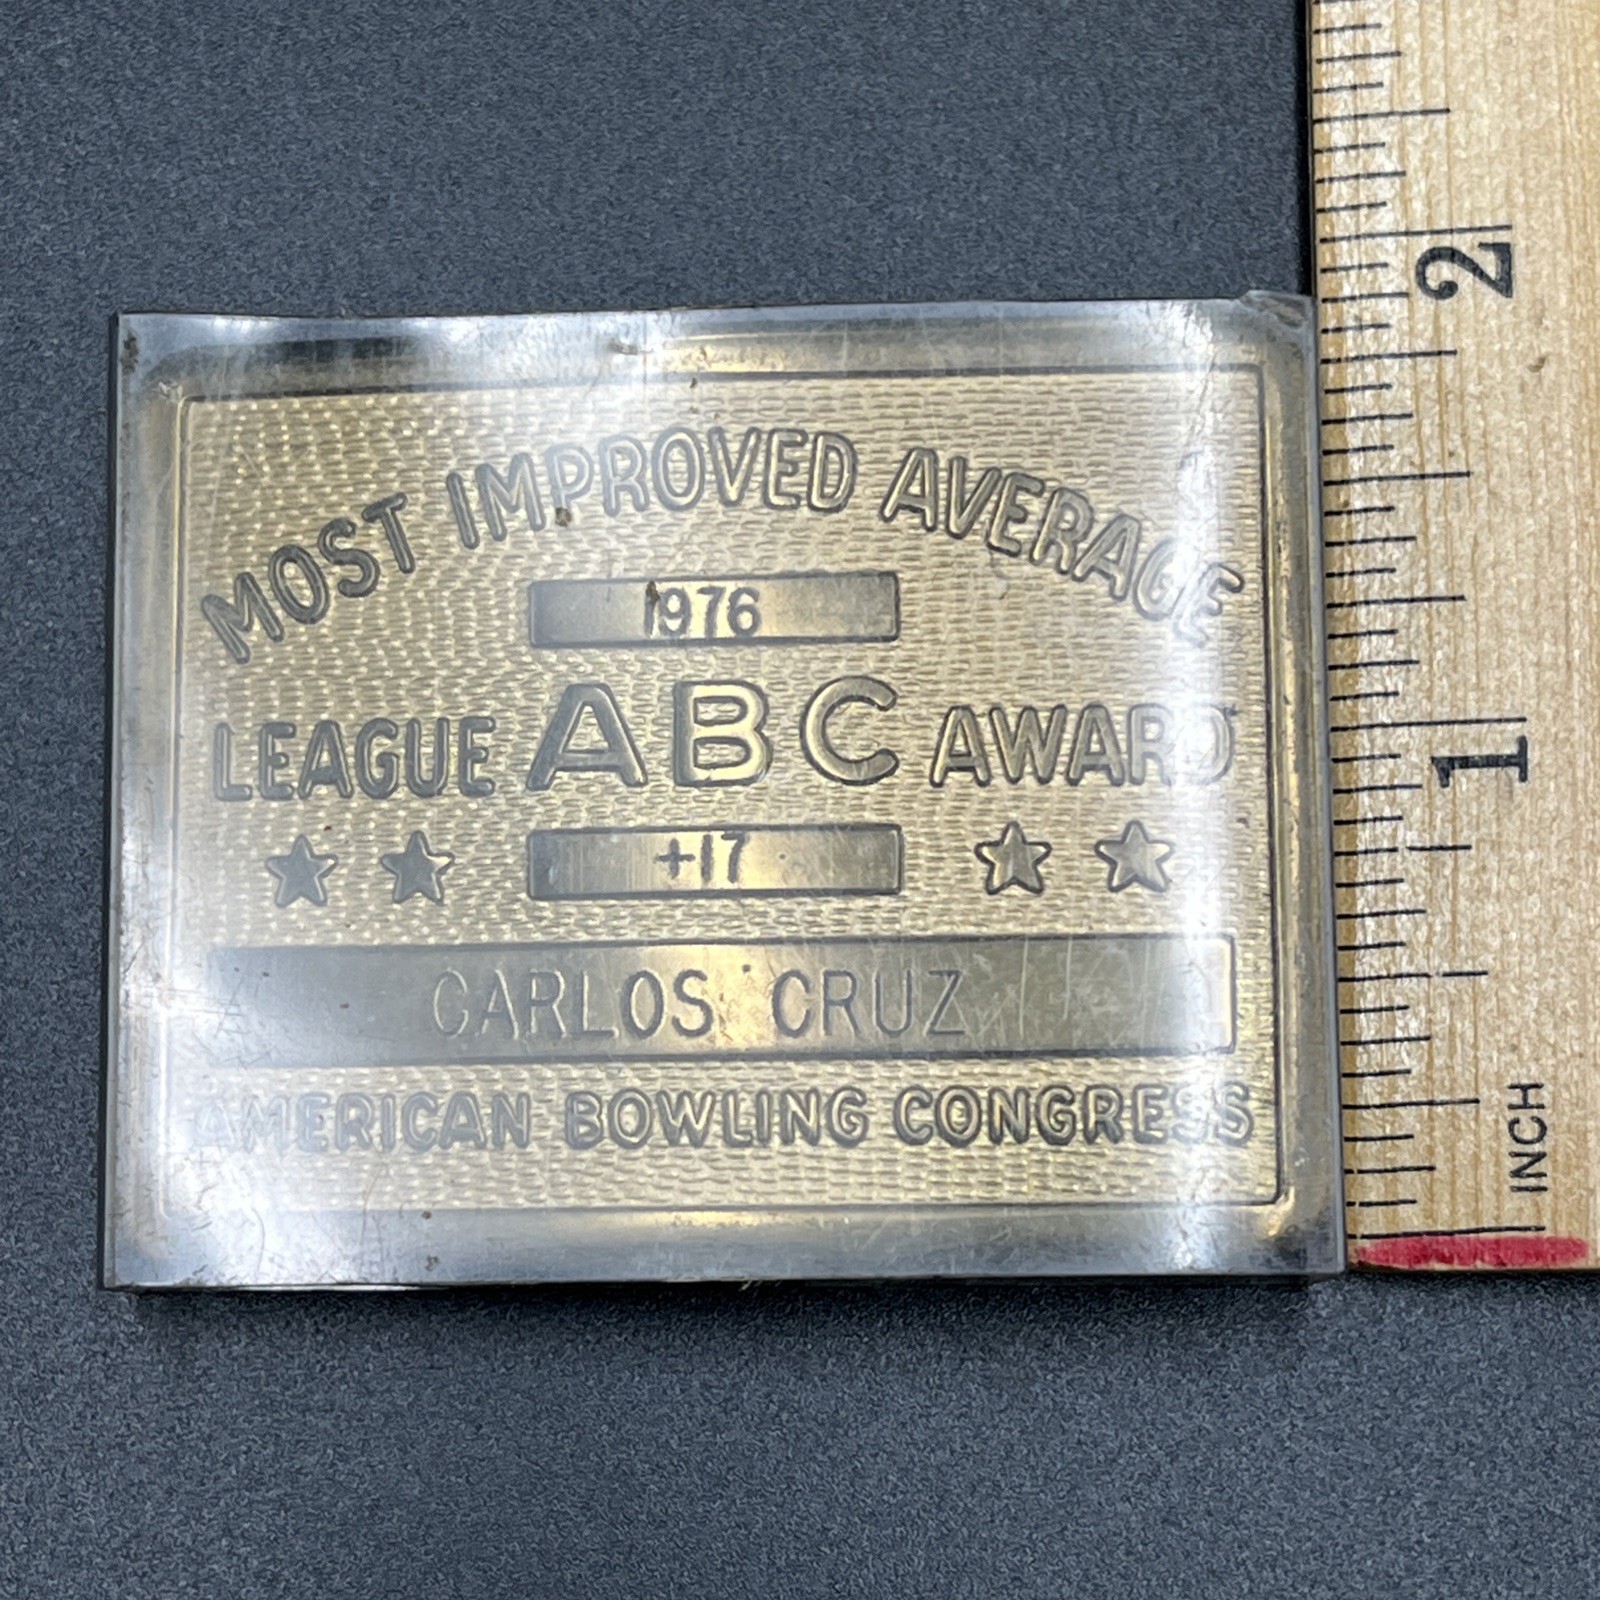 MOST IMPROVED AVERAGE
1976
LEAGUE ABC AWARD
+17
CARLOS CRUZ
AMERICAN BOWLING CONGRESS
2
1
INCH